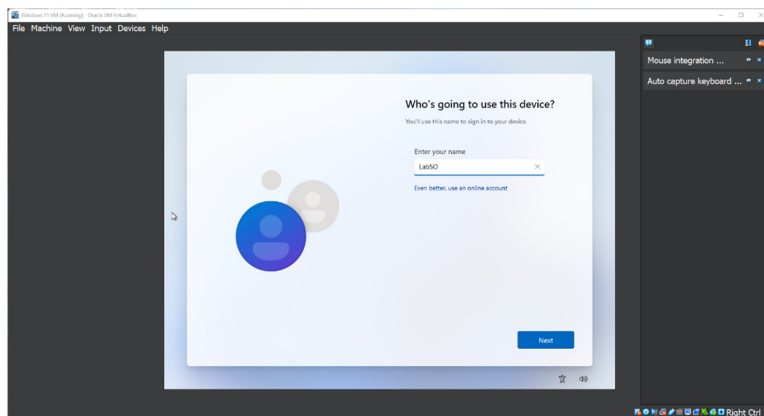 Windows 11 VM [Running] - Oracle VM VirtualBox
File Machine View Input Devices Help
Mouse integration ...
Auto capture keyboard ...
Who's going to use this device?
You'll use this name to sign in to your device.
Enter your name
LabSO
Even better, use an online account
Next
Right Ctrl